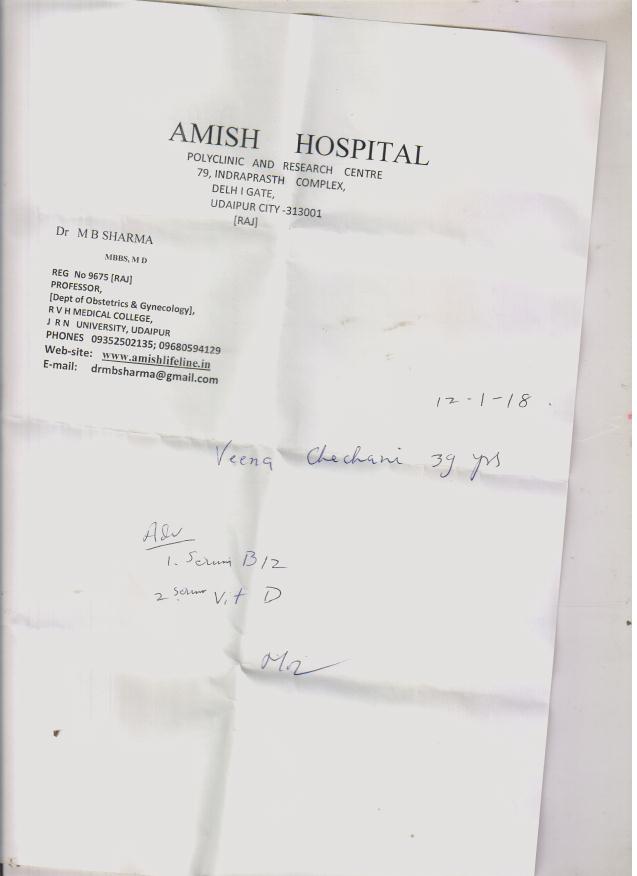 AMISH HOSPITAL
POLYCLINIC AND RESEARCH CENTRE
79, INDRAPRASTH COMPLEX,
DELH I GATE,
UDAIPUR CITY -313001
[RAJ]
Dr M B SHARMA
MBBS, M D
REG No 9675 [RAJ]
PROFESSOR,
[Dept of Obstetrics & Gynecology],
R V H MEDICAL COLLEGE,
J R N UNIVERSITY, UDAIPUR
PHONES 09352502135; 09680594129
Web-site: www.amishlifeline.in
E-mail: drmbsharma@gmail.com
12-1-18
Veena Chechani 39 yrs
Adv
1. Serum B12
2 Serum Vit D